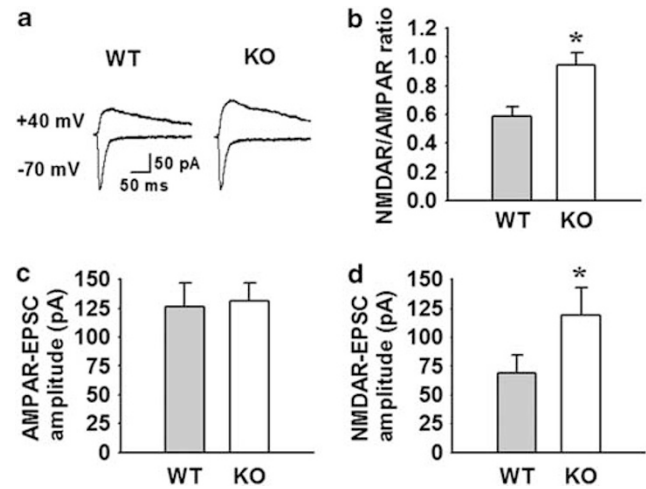 a
WT KO
+40 mV
-70 mV
50 pA
50 ms
b
NMDAR/AMPAR ratio
1.2
1.0
0.8
0.6
0.4
0.2
0.0
*
WT KO
c
AMPAR-EPSC
amplitude (pA)
150
125
100
75
50
25
0
WT KO
d
NMDAR-EPSC
amplitude (pA)
150
125
100
75
50
25
0
*
WT KO